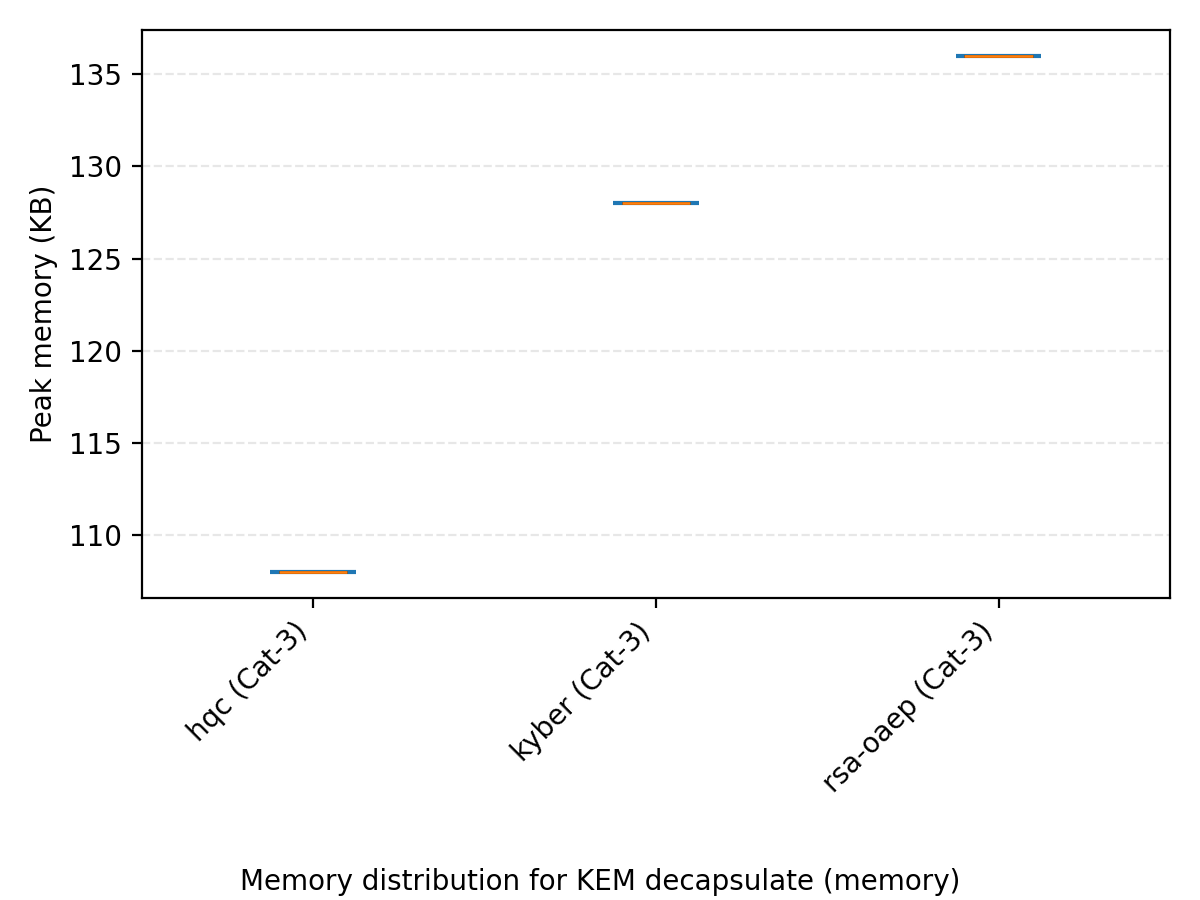 135
130
125
120
115
110
Peak memory (KB)
hqc (Cat-3)
kyber (Cat-3)
rsa-oaep (Cat-3)
Memory distribution for KEM decapsulate (memory)